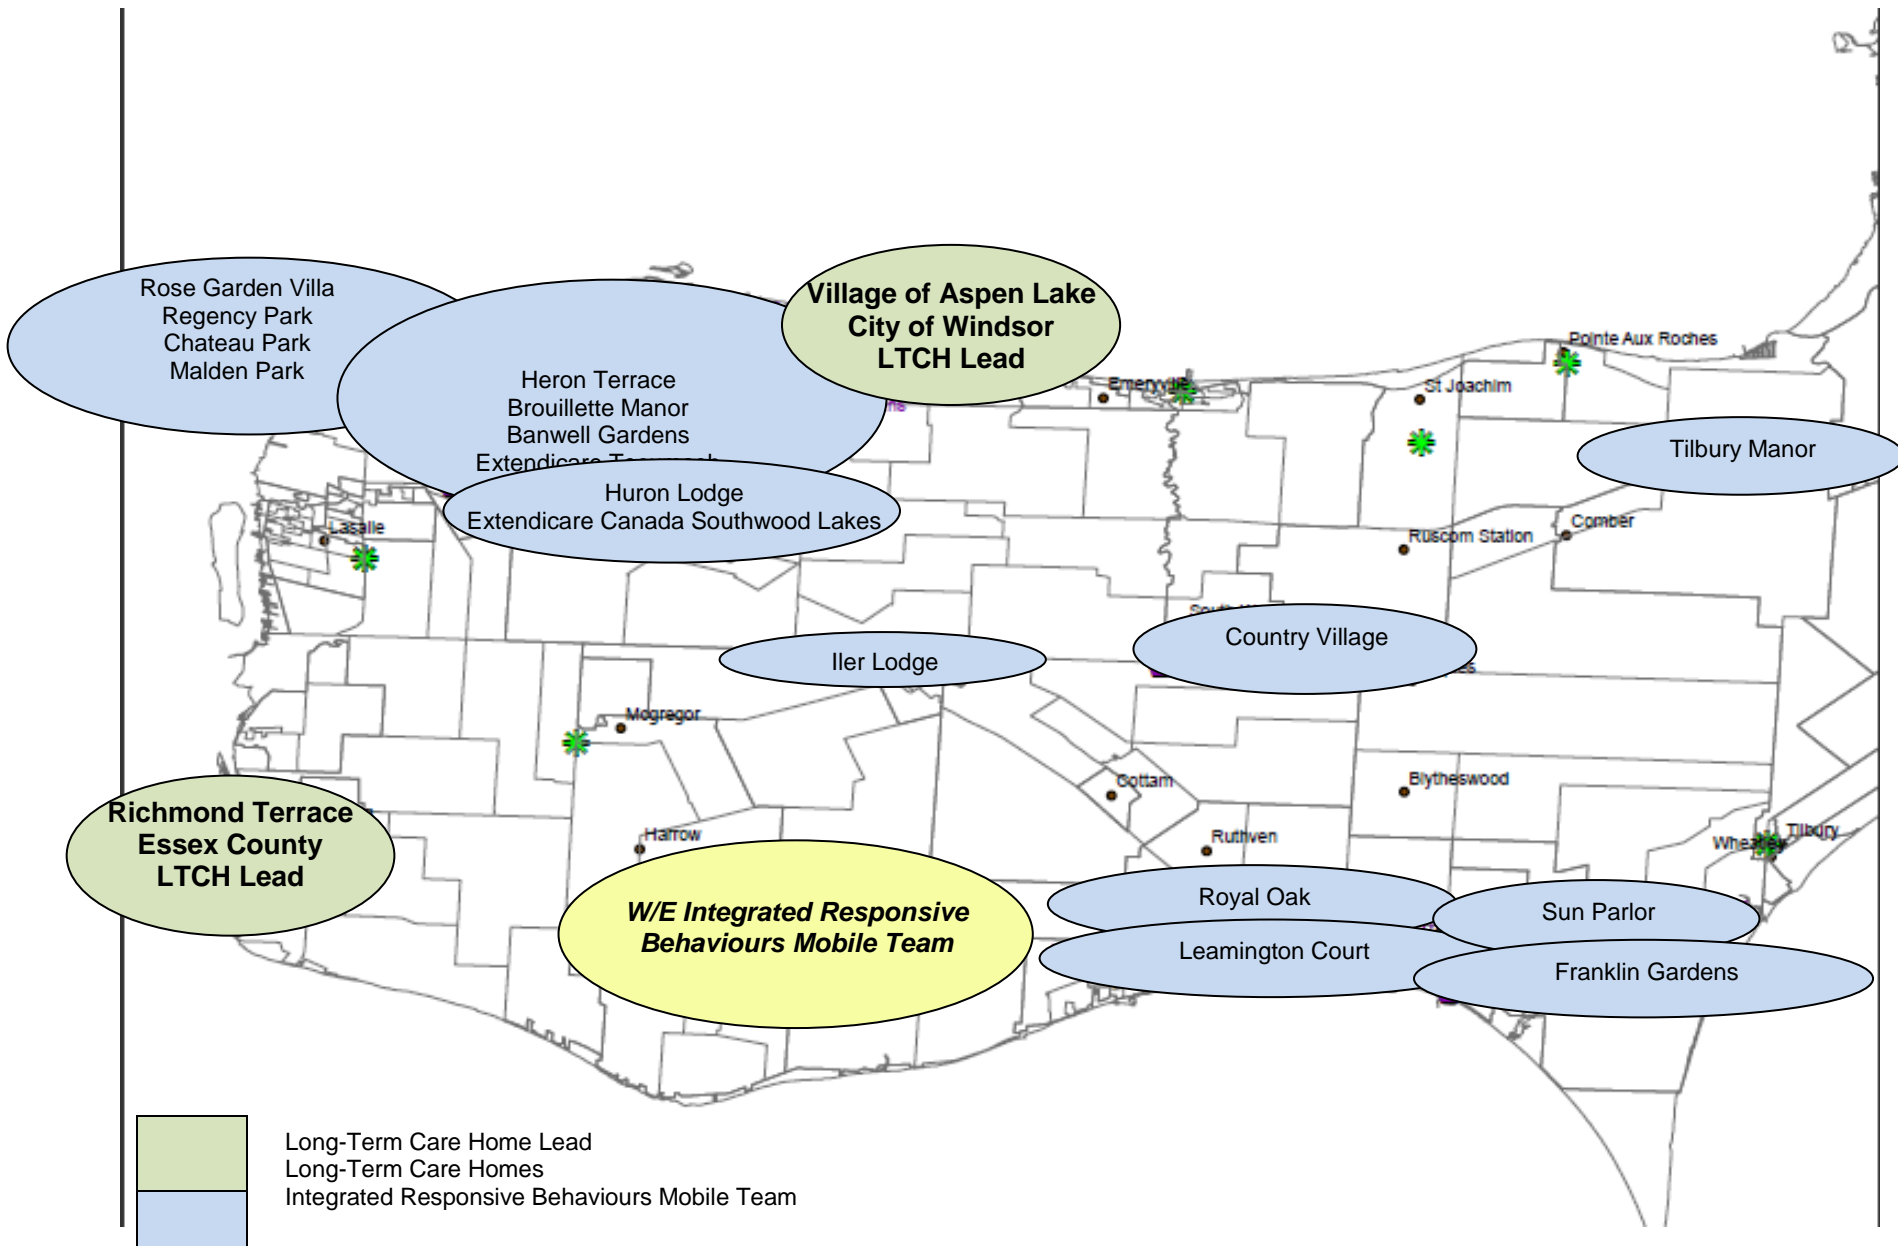 Rose Garden Villa
Regency Park
Chateau Park
Malden Park
Heron Terrace
Brouillette Manor
Banwell Gardens
Extendicare
Huron Lodge
Extendicare Canada Southwood Lakes
Village of Aspen Lake
City of Windsor
LTCH Lead
Emeryville
Pointe Aux Roches
St Joachim
Tilbury Manor
Lasalle
Ruscom Station
Comber
Iler Lodge
Country Village
Mcgregor
Cottam
Blytheswood
Richmond Terrace
Essex County
LTCH Lead
Harrow
Ruthven
Wheatley
Tilbury
W/E Integrated Responsive
Behaviours Mobile Team
Royal Oak
Leamington Court
Sun Parlor
Franklin Gardens
Long-Term Care Home Lead
Long-Term Care Homes
Integrated Responsive Behaviours Mobile Team